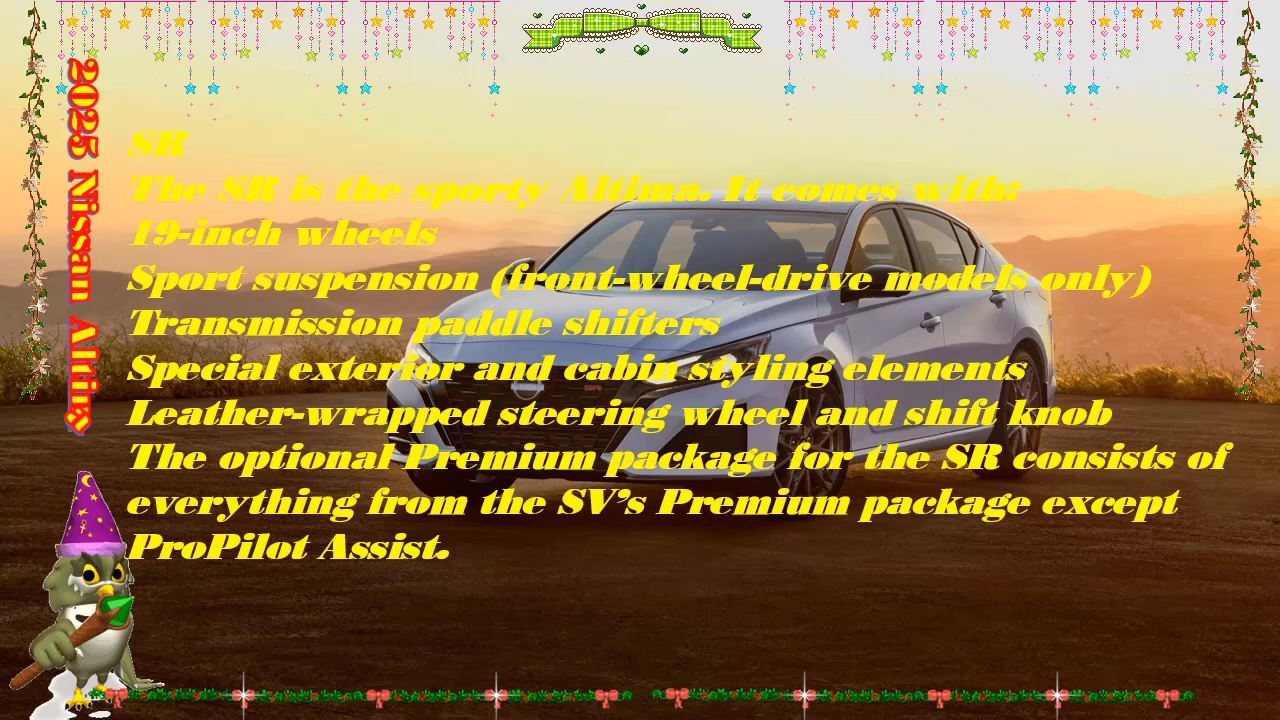 2025 Nissan Altima
SR
The SR is the sporty Altima. It comes with:
19-inch wheels
Sport suspension (front-wheel-drive models only)
Transmission paddle shifters
Special exterior and cabin styling elements
Leather-wrapped steering wheel and shift knob
The optional Premium package for the SR consists of
everything from the SV's Premium package except
ProPilot Assist.